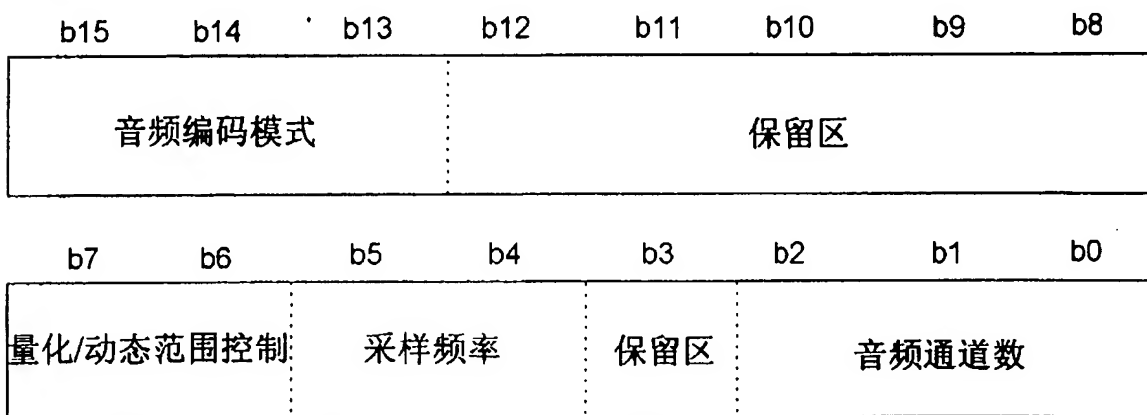 b15 b14 b13 b12 b11 b10 b9 b8
音频编码模式 保留区
b7 b6 b5 b4 b3 b2 b1 b0
量化/动态范围控制 采样频率 保留区 音频通道数